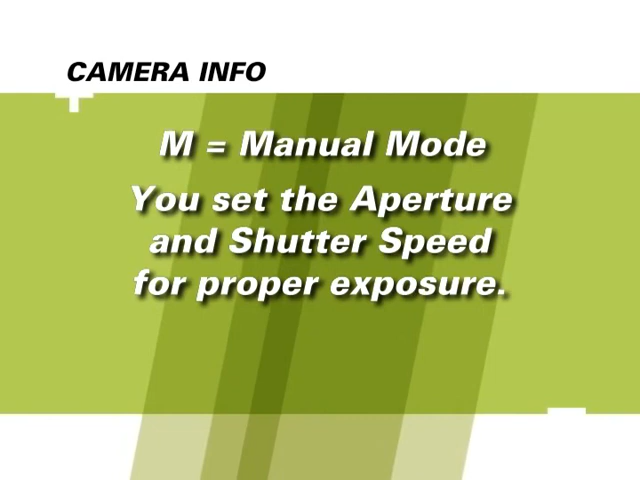 CAMERA INFO
M = Manual Mode
You set the Aperture
and Shutter Speed
for proper exposure.